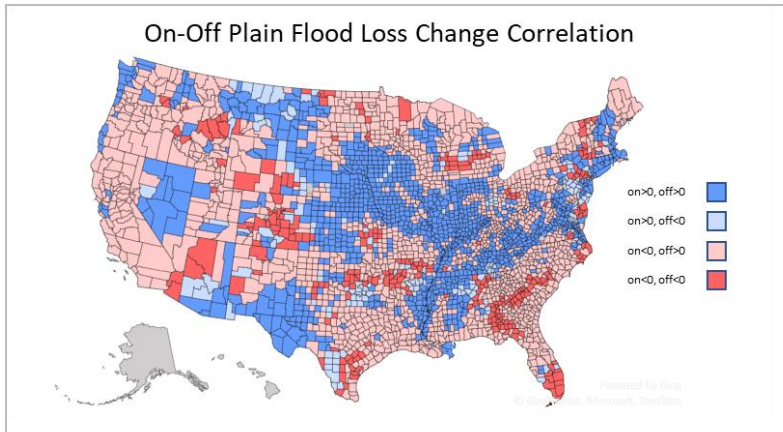 On-Off Plain Flood Loss Change Correlation
on>0, off>0
on>0, off<0
on<0, off>0
on<0, off<0
Powered by Bing
© GeoNames, Microsoft, TomTom